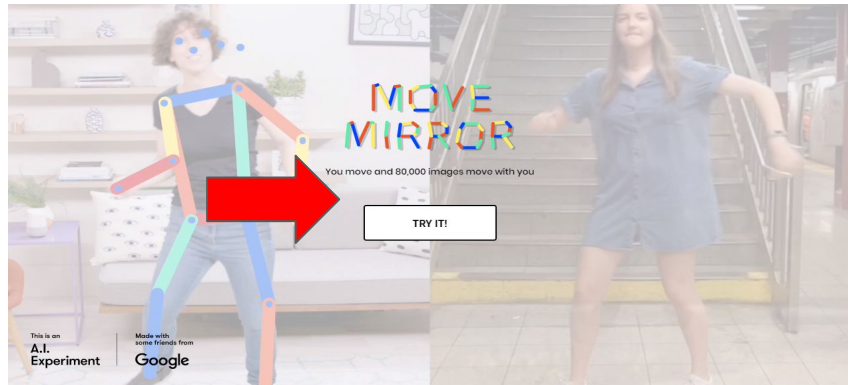 MOVE
MIRROR
You move and 80,000 images move with you
TRY IT!
This is an
A.I.
Experiment
Made with
some friends from
Google